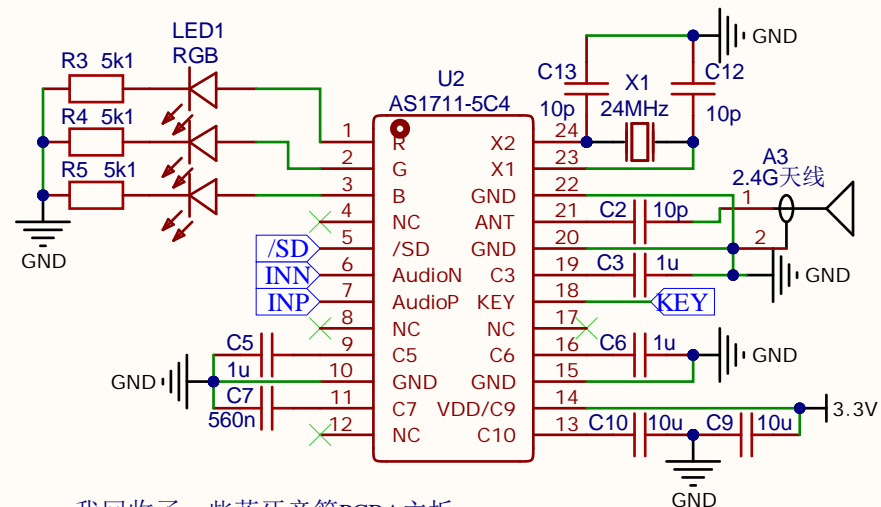 LED1
RGB
R3 5k1
R4 5k1
R5 5k1
GND
U2
AS1711-5C4
1 R
2 G
3 B
4 NC
5 /SD
6 AudioN
7 AudioP
8 NC
9 C5
10 GND
11 C7
12 NC
24 X2
23 X1
22 GND
21 ANT
20 GND
19 C3
18 KEY
17 NC
16 C6
15 GND
14 VDD/C9
13 C10
/SD
INN
INP
C5
1u
GND
C7
560n
C13
10p
X1
24MHz
C12
10p
GND
A3
2.4G天线
1
2
C2 10p
C3 1u
GND
KEY
C6 1u
GND
3.3V
C10 10u
C9 10u
GND